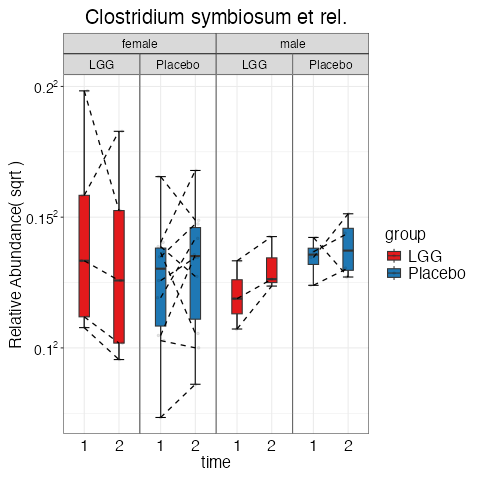 Clostridium symbiosum et rel.
female male
LGG Placebo LGG Placebo
Relative Abundance( sqrt )
0.2²
0.15²
0.1²
1 2 1 2 1 2 1 2
time
group
LGG
Placebo